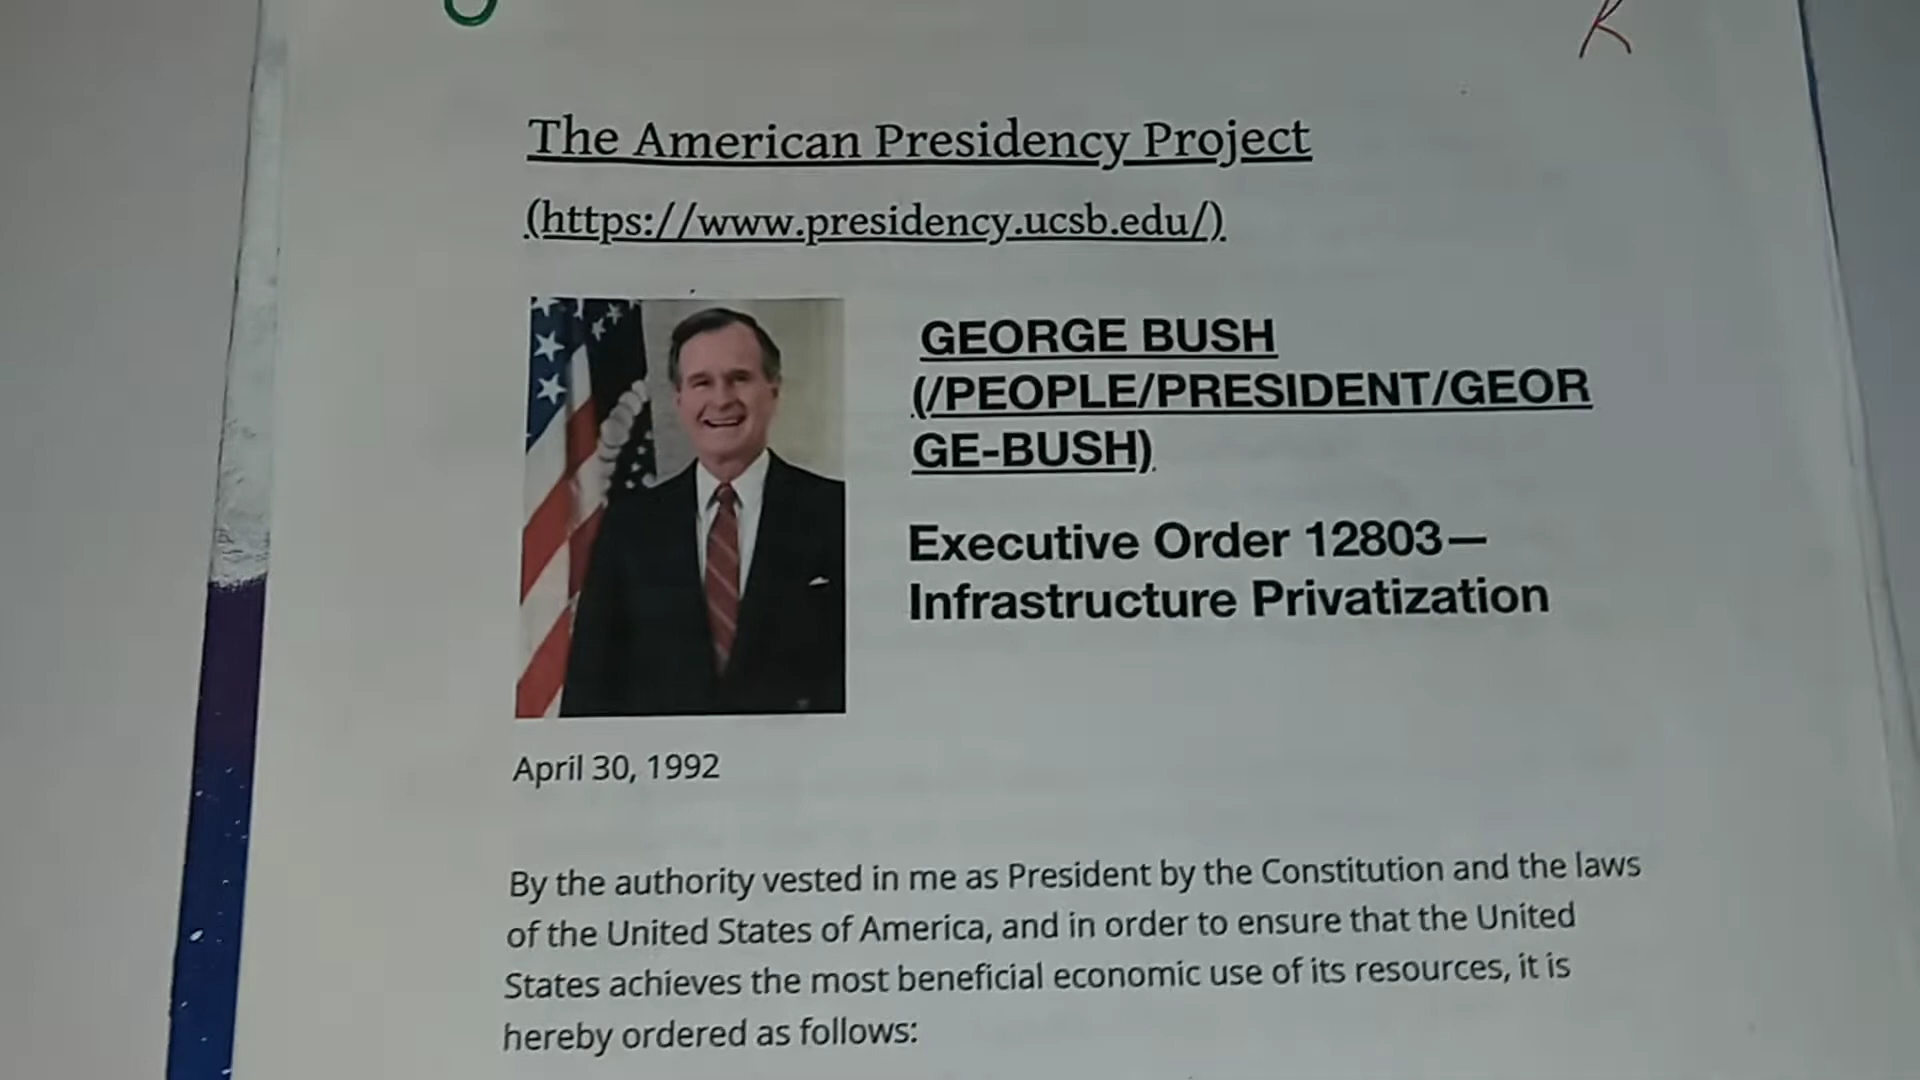 R
The American Presidency Project
(https://www.presidency.ucsb.edu/)
GEORGE BUSH
(/PEOPLE/PRESIDENT/GEOR
GE-BUSH)
Executive Order 12803—
Infrastructure Privatization
April 30, 1992
By the authority vested in me as President by the Constitution and the laws
of the United States of America, and in order to ensure that the United
States achieves the most beneficial economic use of its resources, it is
hereby ordered as follows: